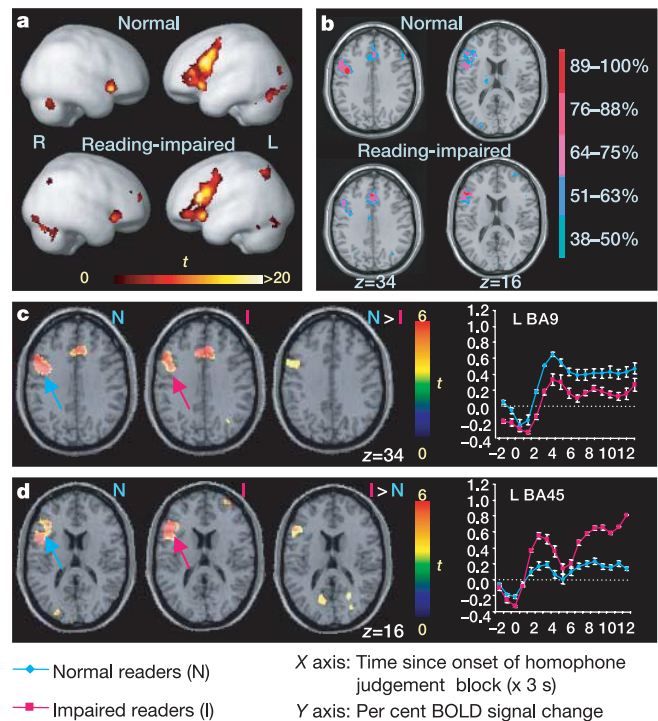 a
Normal
R
Reading-impaired
L
0
t
>20
b
Normal
Reading-impaired
z=34
z=16
89–100%
76–88%
64–75%
51–63%
38–50%
c
N
I
N > I
6
t
0
z=34
L BA9
1.2
1.0
0.8
0.6
0.4
0.2
0.0
−0.2
−0.4
−2 0 2 4 6 8 10 12
d
N
I
I > N
6
t
0
z=16
L BA45
1.2
1.0
0.8
0.6
0.4
0.2
0.0
−0.2
−0.4
−2 0 2 4 6 8 10 12
Normal readers (N)
Impaired readers (I)
X axis: Time since onset of homophone
judgement block (x 3 s)
Y axis: Per cent BOLD signal change